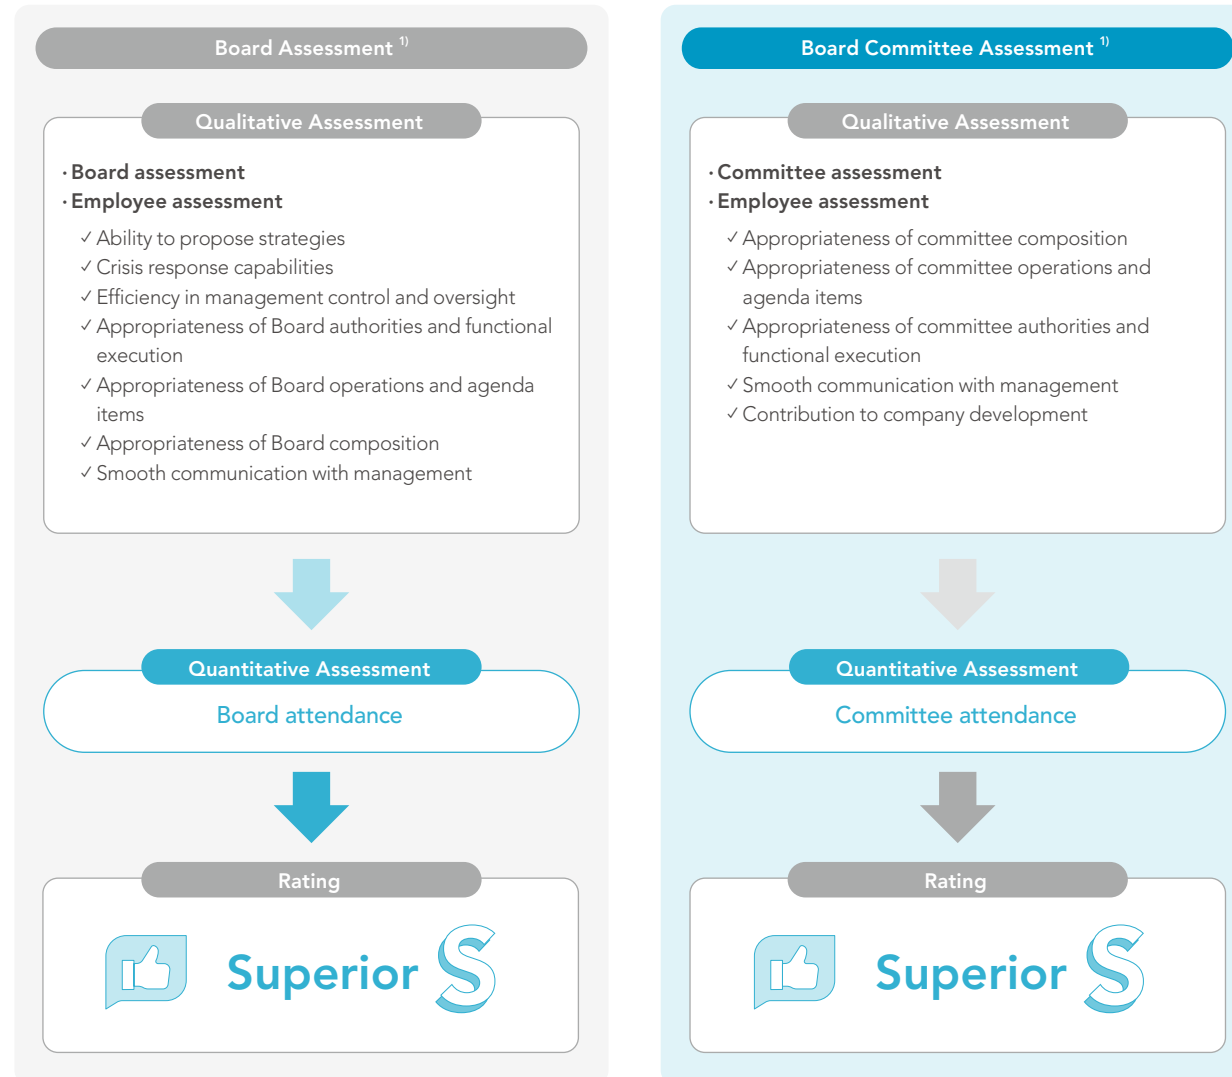 Board Assessment 1)
Qualitative Assessment
· Board assessment
· Employee assessment
✓ Ability to propose strategies
✓ Crisis response capabilities
✓ Efficiency in management control and oversight
✓ Appropriateness of Board authorities and functional
execution
✓ Appropriateness of Board operations and agenda
items
✓ Appropriateness of Board composition
✓ Smooth communication with management
Quantitative Assessment
Board attendance
Rating
Superior S
Board Committee Assessment 1)
Qualitative Assessment
· Committee assessment
· Employee assessment
✓ Appropriateness of committee composition
✓ Appropriateness of committee operations and
agenda items
✓ Appropriateness of committee authorities and
functional execution
✓ Smooth communication with management
✓ Contribution to company development
Quantitative Assessment
Committee attendance
Rating
Superior S